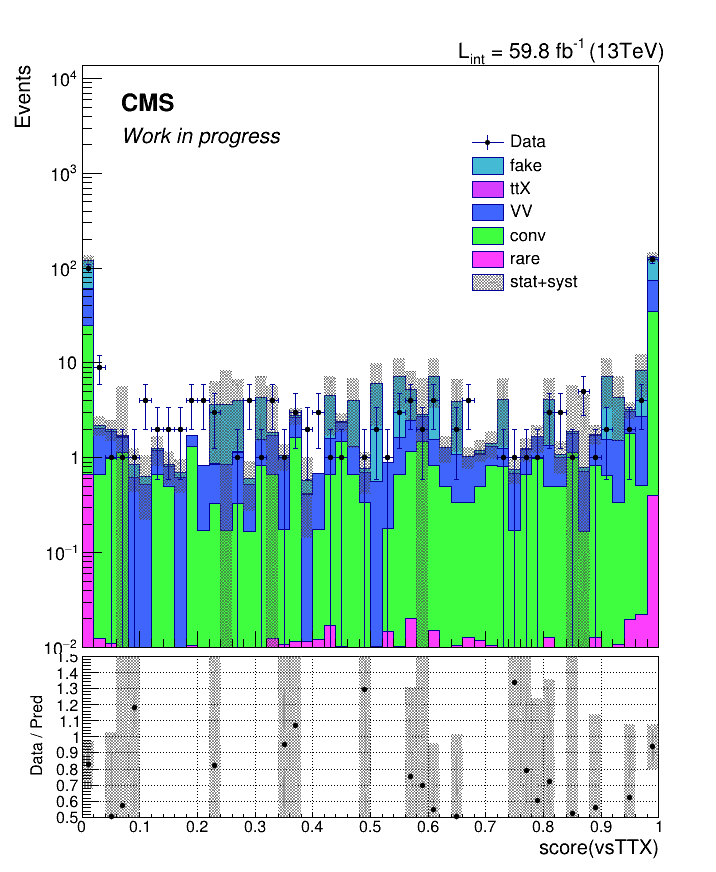 L_int = 59.8 fb^-1 (13TeV)
Events
10^4
10^3
10^2
10
1
10^−1
10^−2
CMS
Work in progress
Data
fake
ttX
VV
conv
rare
stat+syst
Data / Pred
1.5
1.4
1.3
1.2
1.1
1
0.9
0.8
0.7
0.6
0.5
0 0.1 0.2 0.3 0.4 0.5 0.6 0.7 0.8 0.9 1
score(vsTTX)